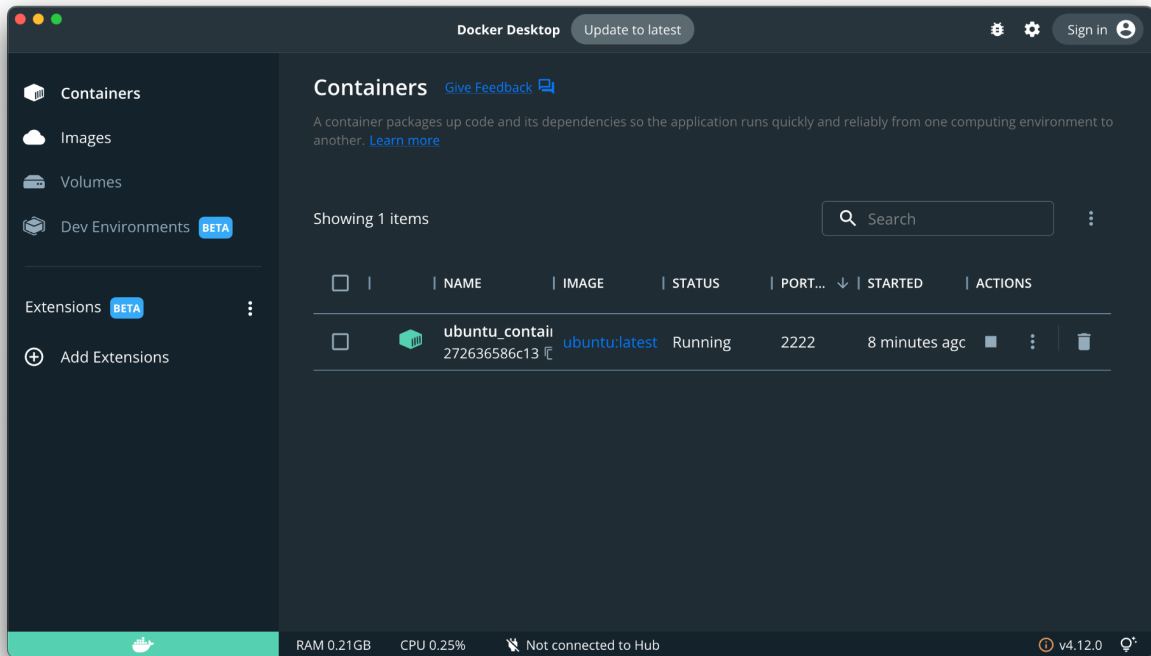 Docker Desktop
Update to latest
Sign in
Containers
Images
Volumes
Dev Environments BETA
Extensions BETA
Add Extensions
Containers Give Feedback
A container packages up code and its dependencies so the application runs quickly and reliably from one computing environment to
another. Learn more
Showing 1 items
Search
NAME IMAGE STATUS PORT... STARTED ACTIONS
ubuntu_contai
272636586c13
ubuntu:latest Running 2222 8 minutes agc
RAM 0.21GB CPU 0.25% Not connected to Hub v4.12.0